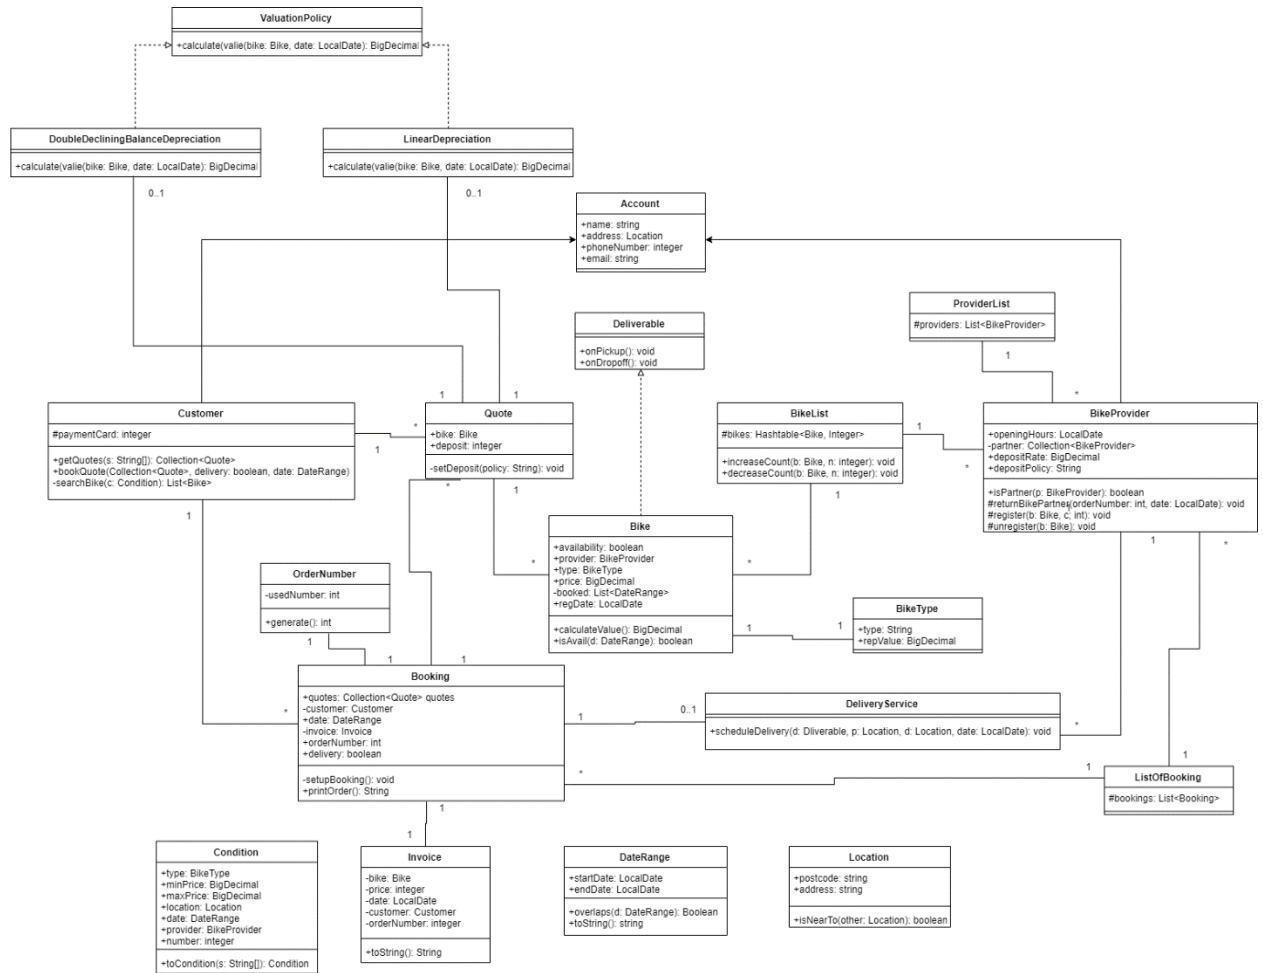 ValuationPolicy
+calculate(valie(bike: Bike, date: LocalDate): BigDecimal
DoubleDecliningBalanceDepreciation
+calculate(valie(bike: Bike, date: LocalDate): BigDecimal
LinearDepreciation
+calculate(valie(bike: Bike, date: LocalDate): BigDecimal
0..1
0..1
Account
+name: string
+address: Location
+phoneNumber: integer
+email: string
ProviderList
#providers: List<BikeProvider>
1
*
Deliverable
+onPickup(): void
+onDropoff(): void
1
1
Customer
#paymentCard: integer
+getQuotes(s: String[]): Collection<Quote>
+bookQuote(Collection<Quote>, delivery: boolean, date: DateRange)
-searchBike(c: Condition): List<Bike>
*
1
1
Quote
+bike: Bike
+deposit: integer
-setDeposit(policy: String): void
*
1
BikeList
#bikes: Hashtable<Bike, Integer>
+increaseCount(b: Bike, n: integer): void
+decreaseCount(b: Bike, n: integer): void
1
*
1
BikeProvider
+openingHours: LocalDate
-partner: Collection<BikeProvider>
+depositRate: BigDecimal
+depositPolicy: String
+isPartner(p: BikeProvider): boolean
#returnBikePartner(orderNumber: int, date: LocalDate): void
#register(b: Bike, c: int): void
#unregister(b: Bike): void
1
*
Bike
+availability: boolean
+provider: BikeProvider
+type: BikeType
+price: BigDecimal
-booked: List<DateRange>
+regDate: LocalDate
+calculateValue(): BigDecimal
+isAvail(d: DateRange): boolean
*
*
1
1
OrderNumber
-usedNumber: int
+generate(): int
1
1
1
BikeType
+type: String
+repValue: BigDecimal
Booking
+quotes: Collection<Quote> quotes
-customer: Customer
+date: DateRange
-invoice: Invoice
+orderNumber: int
+delivery: boolean
-setupBooking(): void
+printOrder(): String
*
1
0..1
*
1
DeliveryService
+scheduleDelivery(d: Dliverable, p: Location, d: Location, date: LocalDate): void
*
1
1
1
ListOfBooking
#bookings: List<Booking>
1
Condition
+type: BikeType
+minPrice: BigDecimal
+maxPrice: BigDecimal
+location: Location
+date: DateRange
+provider: BikeProvider
+number: integer
+toCondition(s: String[]): Condition
Invoice
-bike: Bike
-price: integer
-date: LocalDate
-customer: Customer
-orderNumber: integer
+toString(): String
DateRange
+startDate: LocalDate
+endDate: LocalDate
+overlaps(d: DateRange): Boolean
+toString(): string
Location
+postcode: string
+address: string
+isNearTo(other: Location): boolean